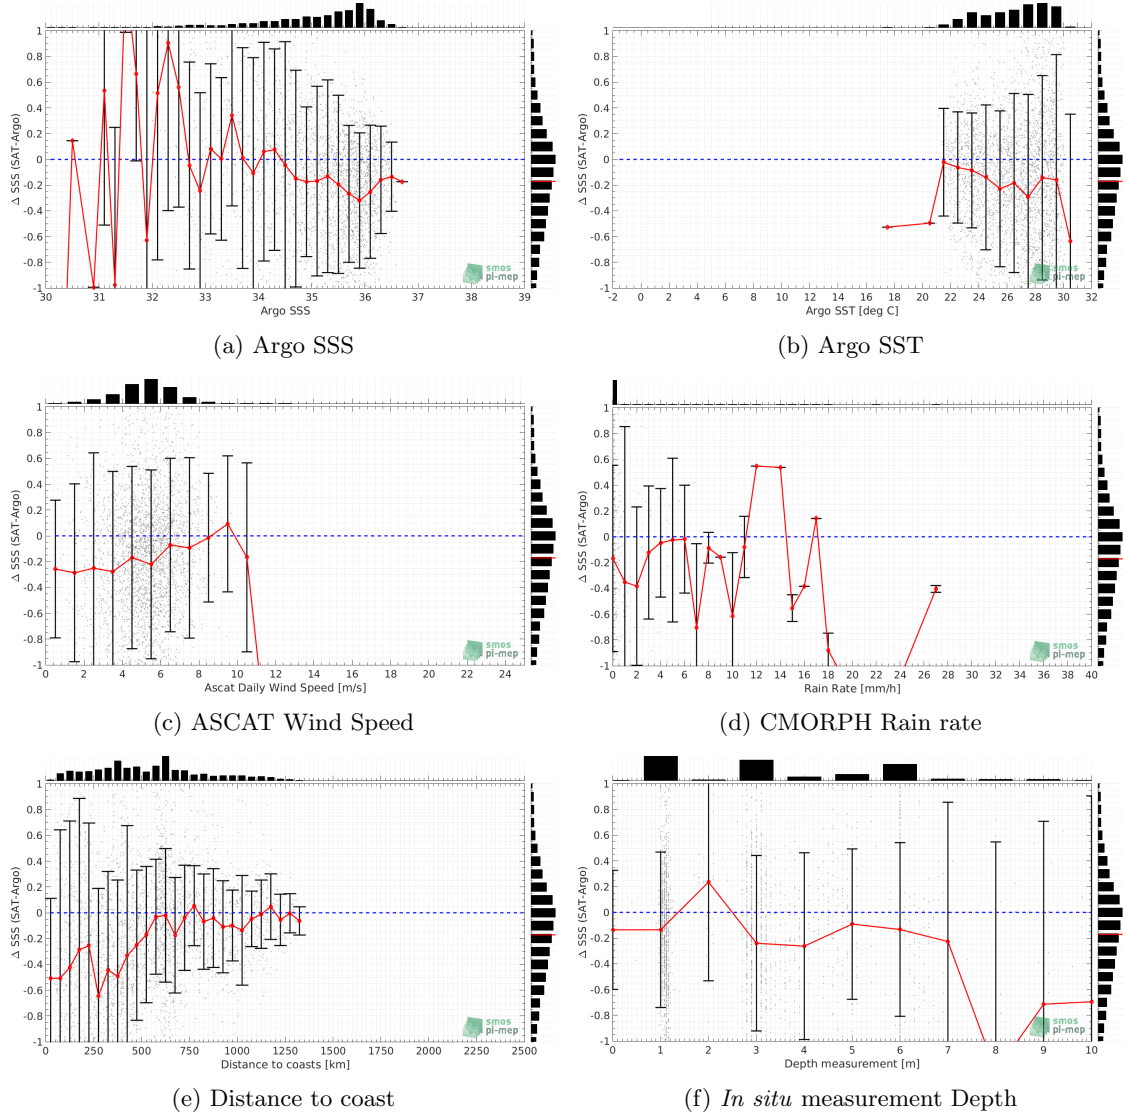 1
0.8
0.6
0.4
0.2
0
-0.2
-0.4
-0.6
-0.8
-1
Δ SSS (SAT-Argo)
30 31 32 33 34 35 36 37 38 39
Argo SSS
smos
pi-mep
(a) Argo SSS
1
0.8
0.6
0.4
0.2
0
-0.2
-0.4
-0.6
-0.8
-1
Δ SSS (SAT-Argo)
-2 0 2 4 6 8 10 12 14 16 18 20 22 24 26 28 30 32
Argo SST [deg C]
smos
pi-mep
(b) Argo SST
1
0.8
0.6
0.4
0.2
0
-0.2
-0.4
-0.6
-0.8
-1
Δ SSS (SAT-Argo)
0 2 4 6 8 10 12 14 16 18 20 22 24
Ascat Daily Wind Speed [m/s]
smos
pi-mep
(c) ASCAT Wind Speed
1
0.8
0.6
0.4
0.2
0
-0.2
-0.4
-0.6
-0.8
-1
Δ SSS (SAT-Argo)
0 2 4 6 8 10 12 14 16 18 20 22 24 26 28 30 32 34 36 38 40
Rain Rate [mm/h]
smos
pi-mep
(d) CMORPH Rain rate
1
0.8
0.6
0.4
0.2
0
-0.2
-0.4
-0.6
-0.8
-1
Δ SSS (SAT-Argo)
0 250 500 750 1000 1250 1500 1750 2000 2250 2500
Distance to coasts [km]
smos
pi-mep
(e) Distance to coast
1
0.8
0.6
0.4
0.2
0
-0.2
-0.4
-0.6
-0.8
-1
Δ SSS (SAT-Argo)
0 1 2 3 4 5 6 7 8 9 10
Depth measurement [m]
smos
pi-mep
(f) In situ measurement Depth